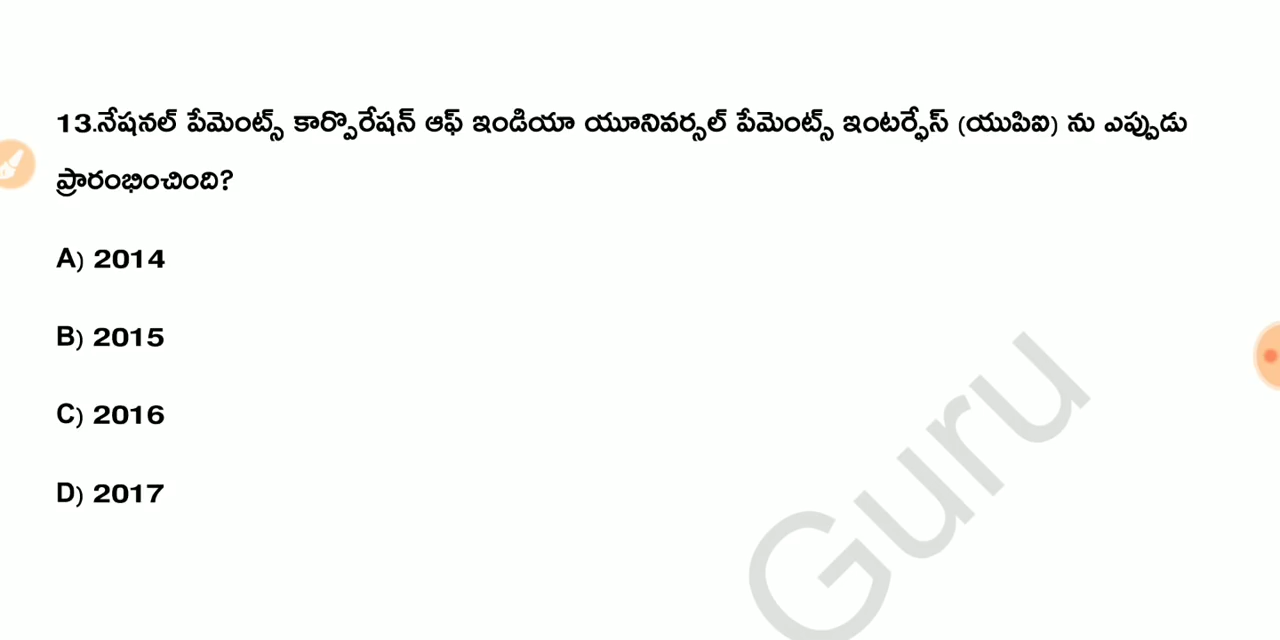 13.నేషనల్ పేమెంట్స్ కార్పొరేషన్ ఆఫ్ ఇండియా యూనివర్సల్ పేమెంట్స్ ఇంటర్ఫేస్ (యుపిఐ) ను ఎప్పుడు
ప్రారంభించింది?
A) 2014
B) 2015
C) 2016
D) 2017
Guru